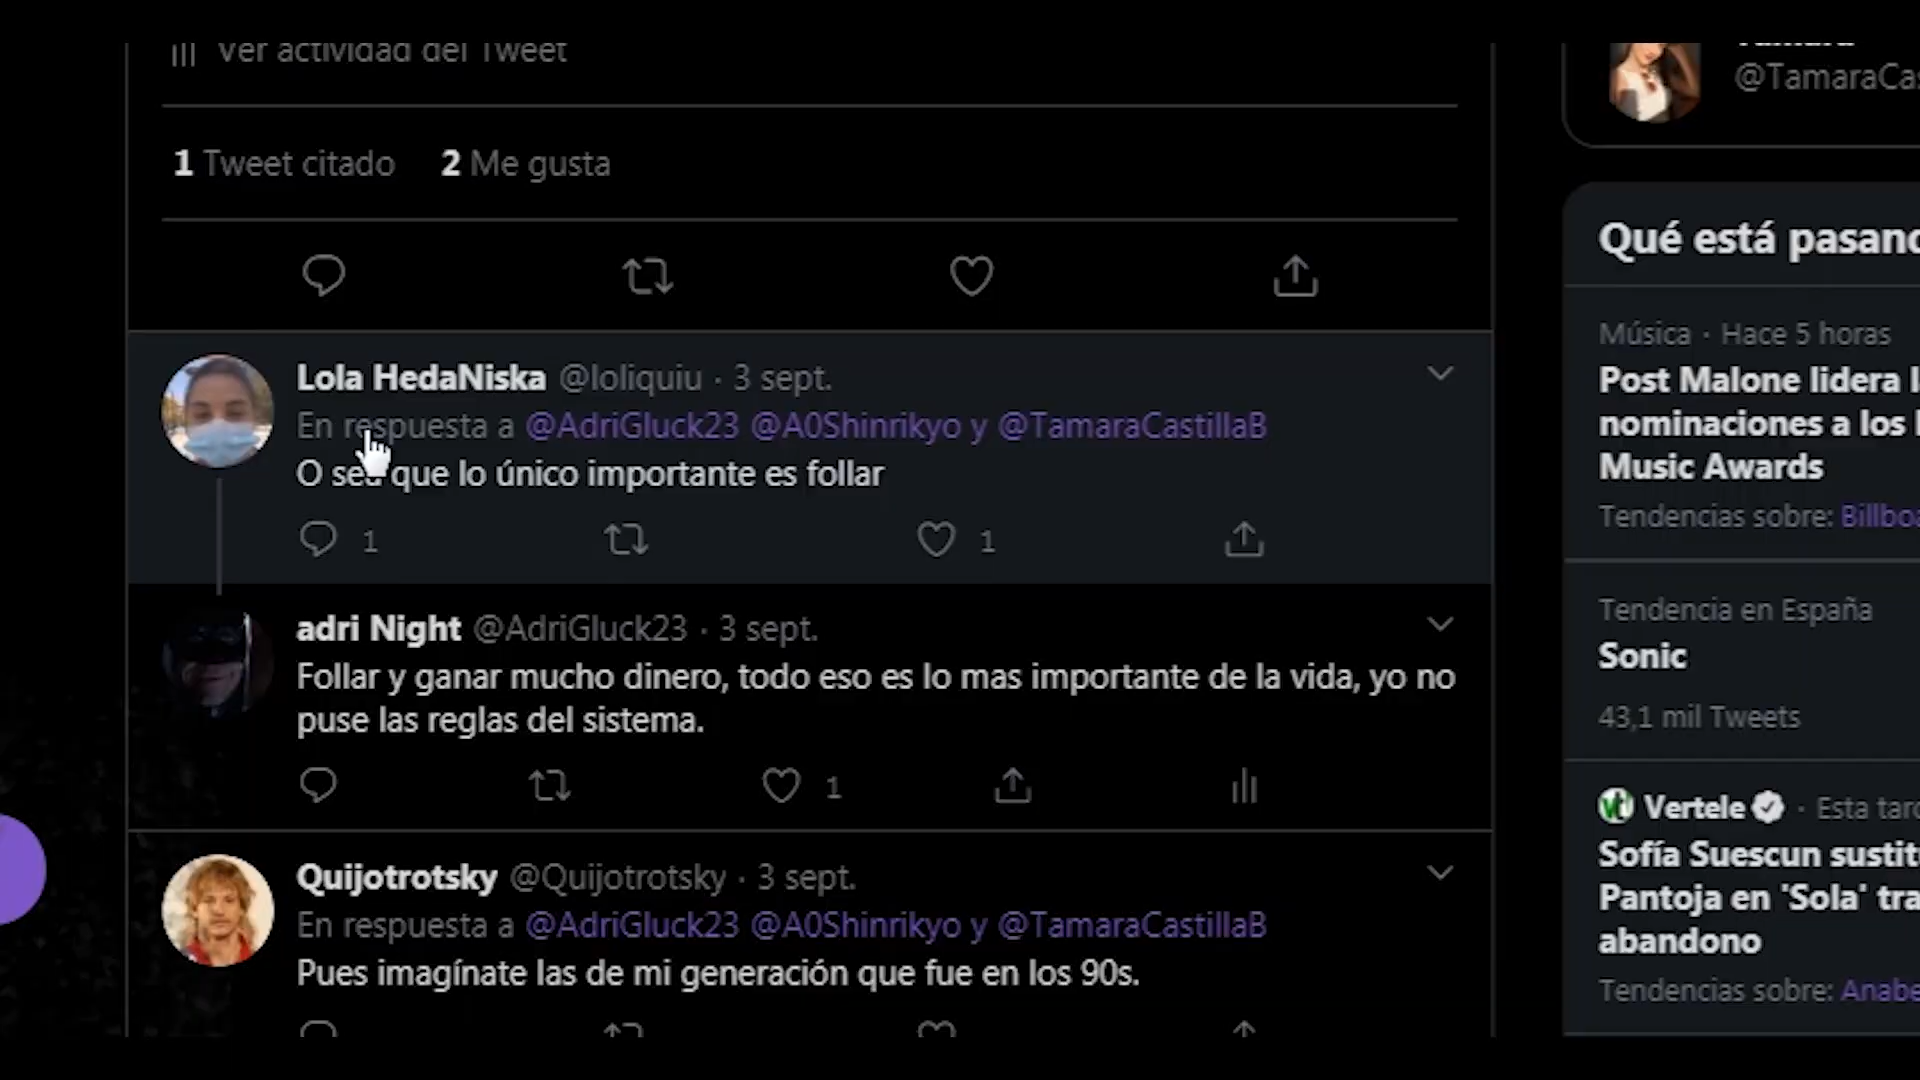 Ver actividad del Tweet
1 Tweet citado 2 Me gusta
Lola HedaNiska @loliquiu · 3 sept.
En respuesta a @AdriGluck23 @A0Shinrikyo y @TamaraCastillaB
O sea que lo único importante es follar
1 1
adri Night @AdriGluck23 · 3 sept.
Follar y ganar mucho dinero, todo eso es lo mas importante de la vida, yo no
puse las reglas del sistema.
1
Quijotrotsky @Quijotrotsky · 3 sept.
En respuesta a @AdriGluck23 @A0Shinrikyo y @TamaraCastillaB
Pues imagínate las de mi generación que fue en los 90s.
@TamaraCas
Qué está pasand
Música · Hace 5 horas
Post Malone lidera l
nominaciones a los
Music Awards
Tendencias sobre: Billbo
Tendencia en España
Sonic
43,1 mil Tweets
Vertele · Esta tard
Sofía Suescun sustit
Pantoja en 'Sola' tra
abandono
Tendencias sobre: Anabe